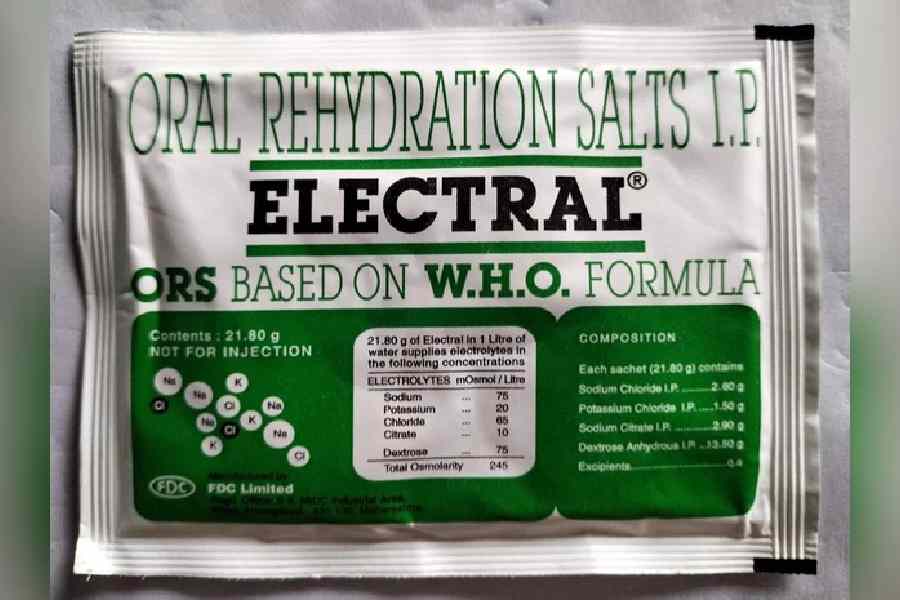 ORAL REHYDRATION SALTS I.P.
ELECTRAL®
ORS BASED ON W.H.O. FORMULA
Contents : 21.80 g
NOT FOR INJECTION
Na
K
Na
Cl
Cl
Na
Na
K
Cl
Na
K
Cl
FDC
FDC Limited
21.80 g of Electral in 1 Litre of
water supplies electrolytes in
the following concentrations
ELECTROLYTES mOsmol / Litre
Sodium ... 75
Potassium ... 20
Chloride ... 65
Citrate ... 10
Dextrose ... 75
Total Osmolarity 245
COMPOSITION
Each sachet (21.80 g) contains
Sodium Chloride I.P. ........2.60 g
Potassium Chloride I.P. ....1.50 g
Sodium Citrate I.P. ..........2.90 g
Dextrose Anhydrous I.P. ..13.50 g
Excipients